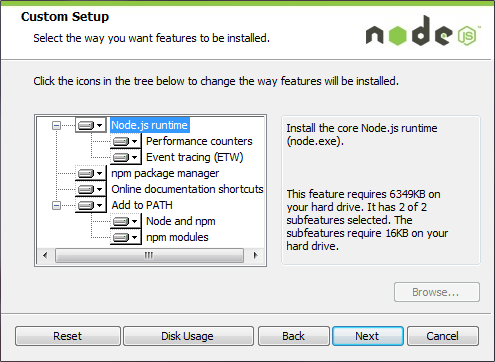 Custom Setup
Select the way you want features to be installed.
node
JS
Click the icons in the tree below to change the way features will be installed.
Node.js runtime
Performance counters
Event tracing (ETW)
npm package manager
Online documentation shortcuts
Add to PATH
Node and npm
npm modules
Install the core Node.js runtime
(node.exe).
This feature requires 6349KB on
your hard drive. It has 2 of 2
subfeatures selected. The
subfeatures require 16KB on your
hard drive.
Browse...
Reset
Disk Usage
Back
Next
Cancel